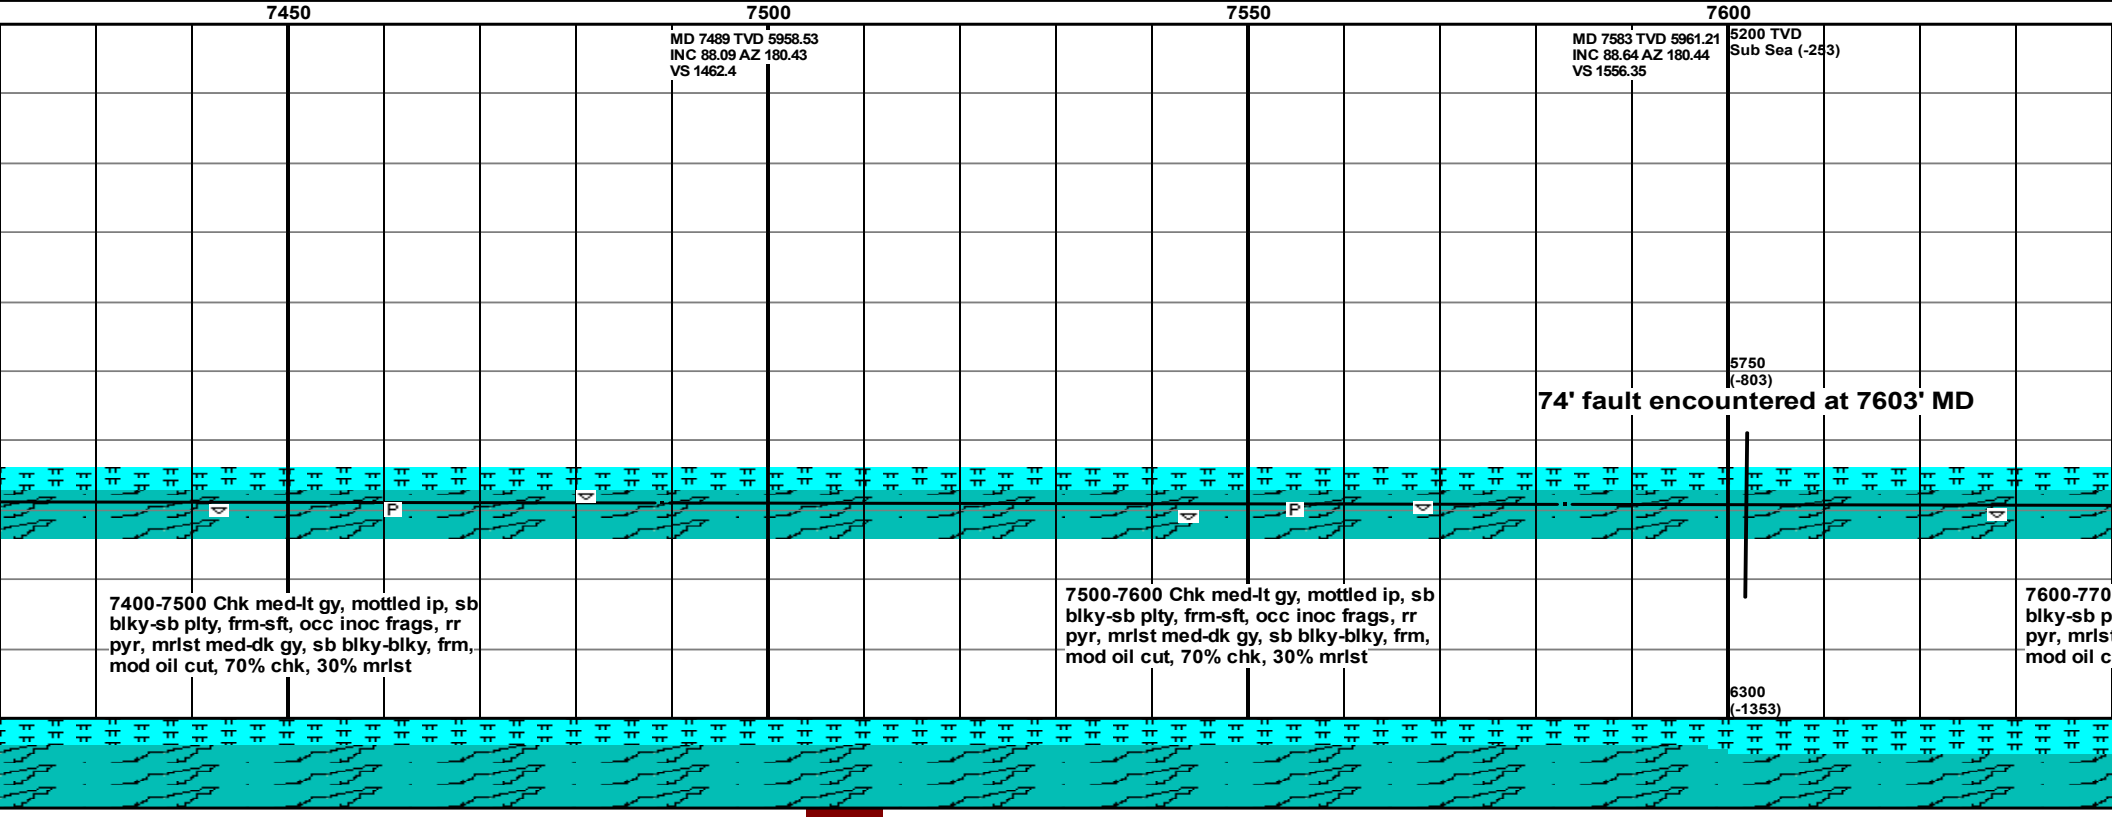 7450 7500 7550 7600
MD 7489 TVD 5958.53
INC 88.09 AZ 180.43
VS 1462.4
MD 7583 TVD 5961.21
INC 88.64 AZ 180.44
VS 1556.35
5200 TVD
Sub Sea (-253)
5750
(-803)
74' fault encountered at 7603' MD
P
P
7400-7500 Chk med-lt gy, mottled ip, sb
blky-sb plty, frm-sft, occ inoc frags, rr
pyr, mrlst med-dk gy, sb blky-blky, frm,
mod oil cut, 70% chk, 30% mrlst
7500-7600 Chk med-lt gy, mottled ip, sb
blky-sb plty, frm-sft, occ inoc frags, rr
pyr, mrlst med-dk gy, sb blky-blky, frm,
mod oil cut, 70% chk, 30% mrlst
7600-770
blky-sb p
pyr, mrlst
mod oil c
6300
(-1353)